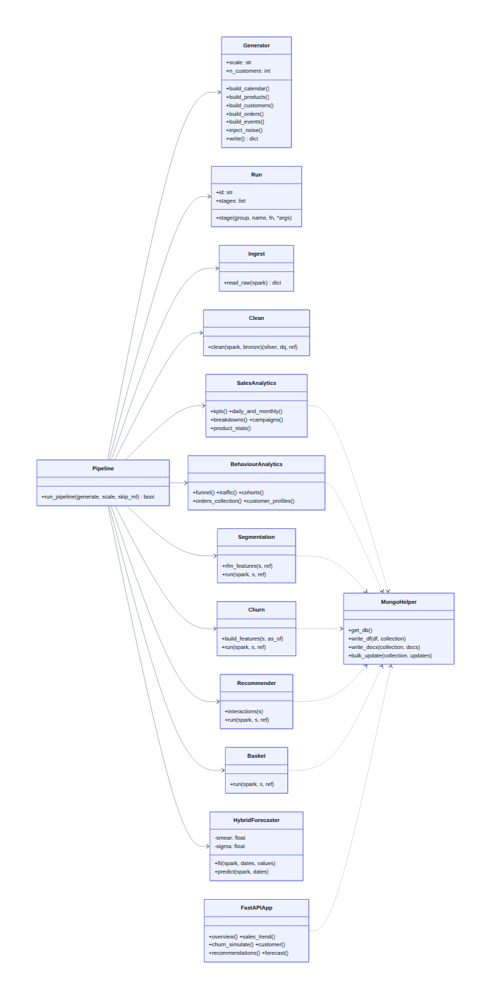 Generator
+scale: str
+n_customers: int
+build_calendar()
+build_products()
+build_customers()
+build_orders()
+build_events()
+inject_noise()
+write() : dict
Run
+id: str
+stages: list
+stage(group, name, fn, *args)
Ingest
+read_raw(spark) : dict
Clean
+clean(spark, bronze)(silver, dq, ref)
SalesAnalytics
+kpis() +daily_and_monthly()
+breakdowns() +campaigns()
+product_stats()
Pipeline
+run_pipeline(generate, scale, skip_ml) : bool
BehaviourAnalytics
+funnel() +traffic() +cohorts()
+orders_collection() +customer_profiles()
Segmentation
+rfm_features(s, ref)
+run(spark, s, ref)
MongoHelper
+get_db()
+write_df(df, collection)
+write_docs(collection, docs)
+bulk_update(collection, updates)
Churn
+build_features(s, as_of)
+run(spark, s, ref)
Recommender
+interactions(s)
+run(spark, s, ref)
Basket
+run(spark, s, ref)
HybridForecaster
-smear: float
-sigma: float
+fit(spark, dates, values)
+predict(spark, dates)
FastAPIApp
+overview() +sales_trend()
+churn_simulate() +customer()
+recommendations() +forecast()